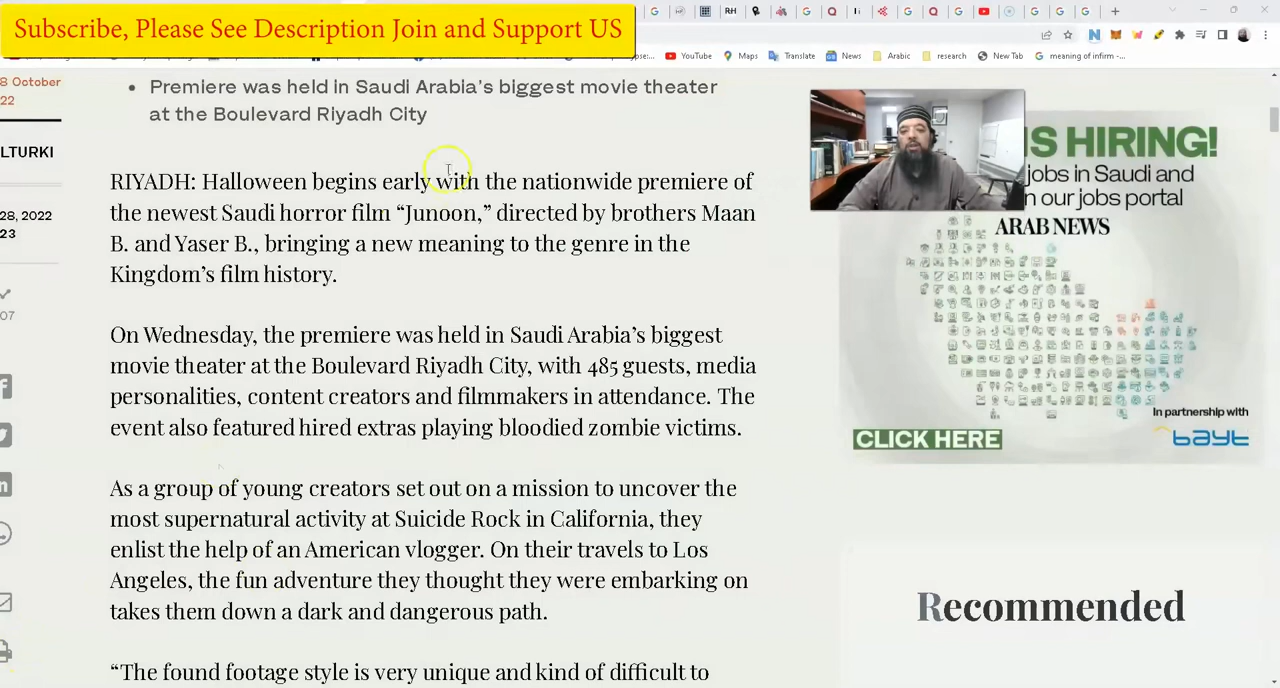 Subscribe, Please See Description Join and Support US
RH
YouTube
Maps
Translate
News
Arabic
research
New Tab
meaning of infirm -...
8 October
22
LTURKI
28, 2022
23
07
• Premiere was held in Saudi Arabia's biggest movie theater
at the Boulevard Riyadh City
RIYADH: Halloween begins early with the nationwide premiere of
the newest Saudi horror film “Junoon,” directed by brothers Maan
B. and Yaser B., bringing a new meaning to the genre in the
Kingdom's film history.
On Wednesday, the premiere was held in Saudi Arabia's biggest
movie theater at the Boulevard Riyadh City, with 485 guests, media
personalities, content creators and filmmakers in attendance. The
event also featured hired extras playing bloodied zombie victims.
As a group of young creators set out on a mission to uncover the
most supernatural activity at Suicide Rock in California, they
enlist the help of an American vlogger. On their travels to Los
Angeles, the fun adventure they thought they were embarking on
takes them down a dark and dangerous path.
“The found footage style is very unique and kind of difficult to
IS HIRING!
jobs in Saudi and
n our jobs portal
ARAB NEWS
In partnership with
bayt
CLICK HERE
Recommended